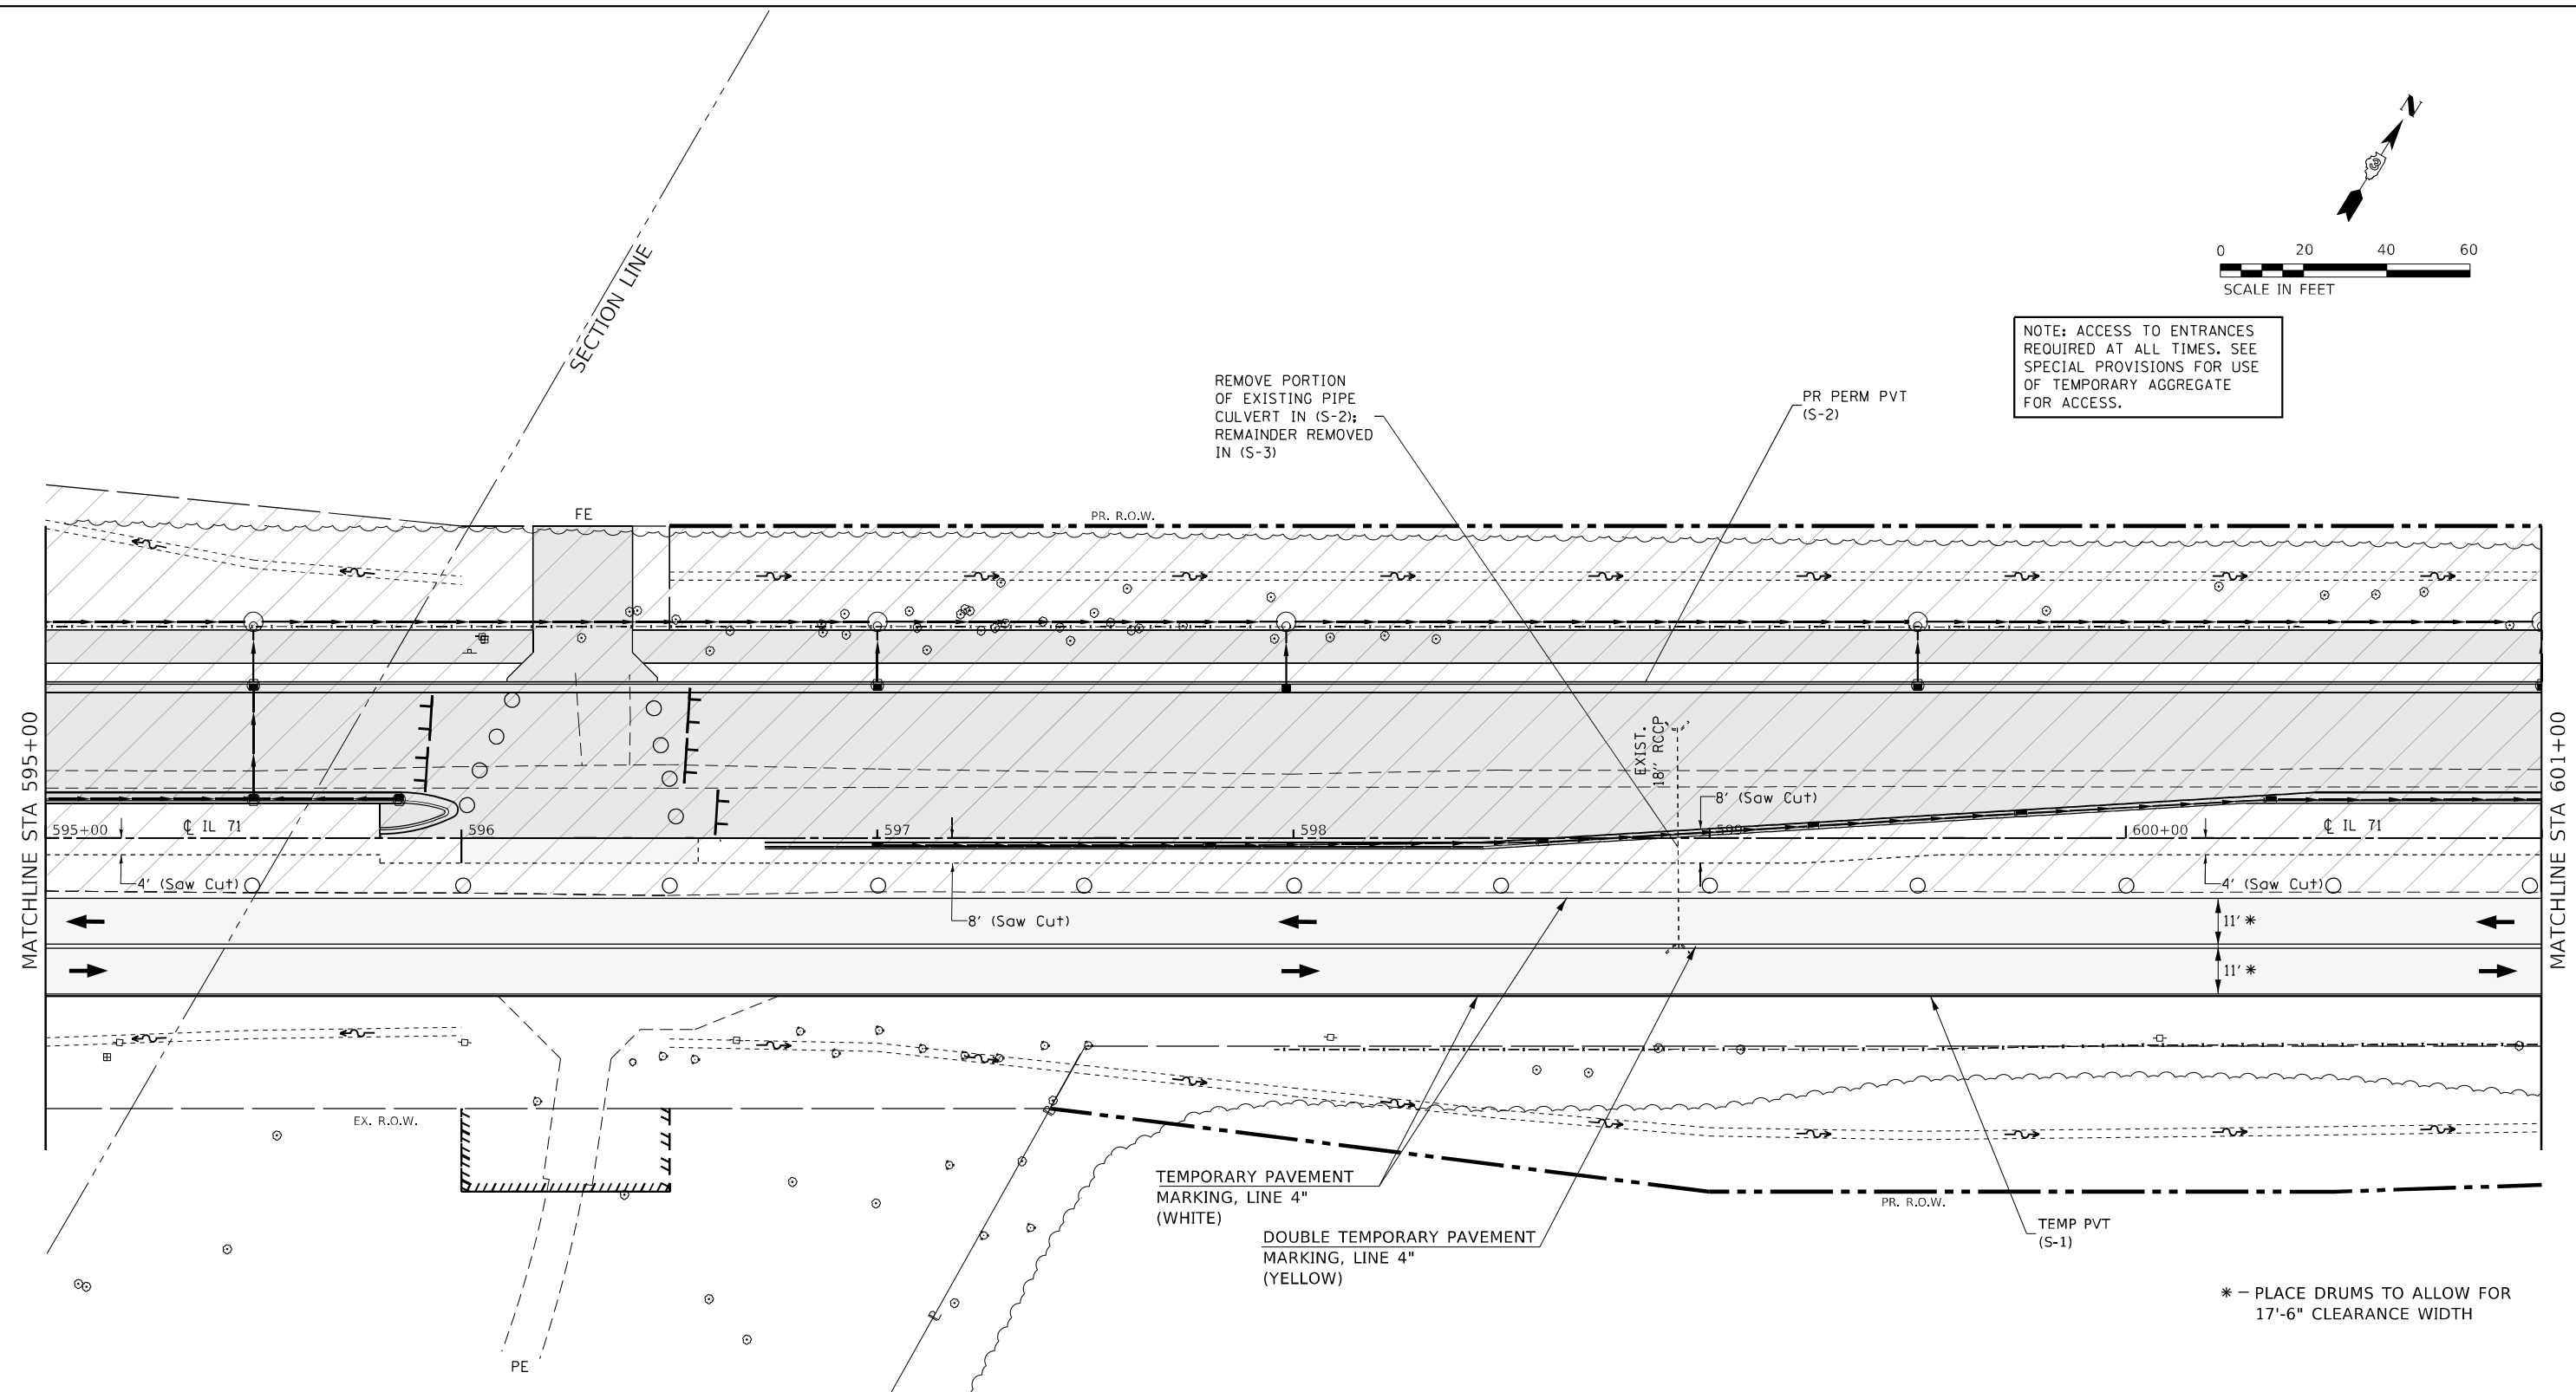 N
3
0 20 40 60
SCALE IN FEET
NOTE: ACCESS TO ENTRANCES
REQUIRED AT ALL TIMES. SEE
SPECIAL PROVISIONS FOR USE
OF TEMPORARY AGGREGATE
FOR ACCESS.
SECTION LINE
REMOVE PORTION
OF EXISTING PIPE
CULVERT IN (S-2);
REMAINDER REMOVED
IN (S-3)
PR PERM PVT
(S-2)
FE
PR. R.O.W.
MATCHLINE STA 595+00
MATCHLINE STA 601+00
EXIST.
18" RCCP
8' (Saw Cut)
595+00
℄ IL 71
596
597
598
599
600+00
℄ IL 71
4' (Saw Cut)
4' (Saw Cut)
8' (Saw Cut)
11' *
11' *
EX. R.O.W.
TEMPORARY PAVEMENT
MARKING, LINE 4"
(WHITE)
PR. R.O.W.
DOUBLE TEMPORARY PAVEMENT
MARKING, LINE 4"
(YELLOW)
TEMP PVT
(S-1)
* – PLACE DRUMS TO ALLOW FOR
17'-6" CLEARANCE WIDTH
PE